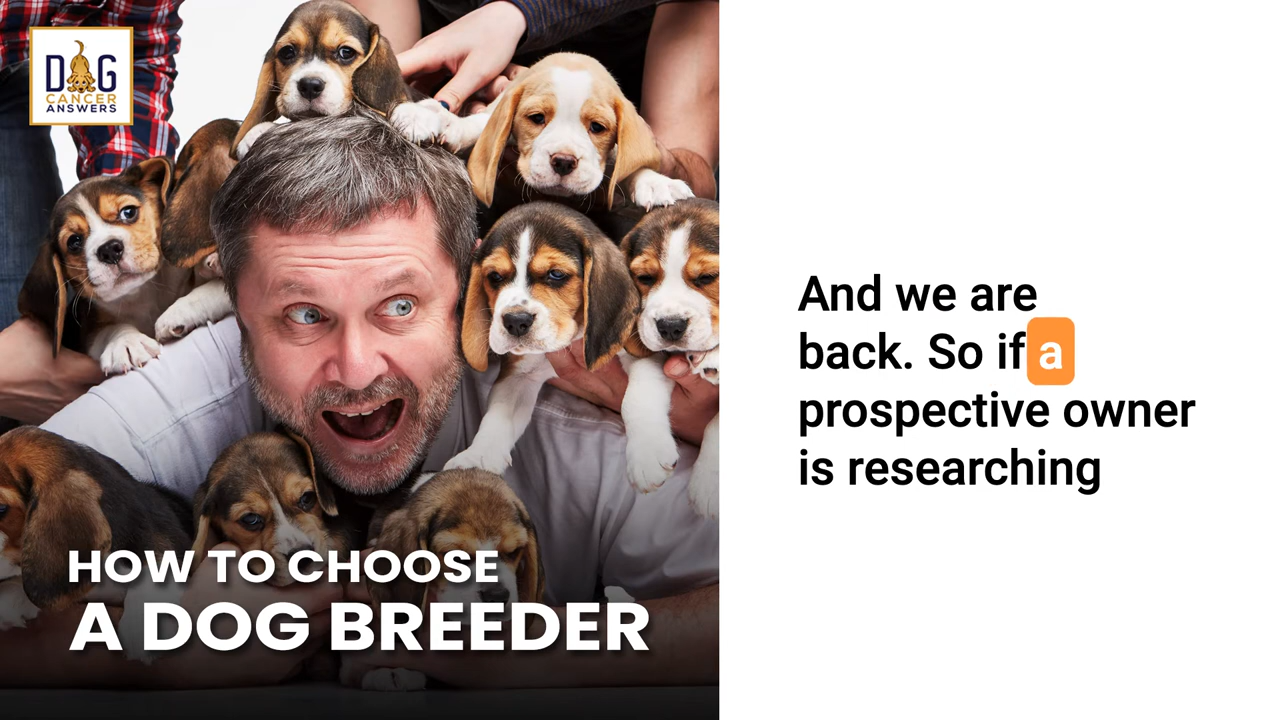 DOG
CANCER
ANSWERS
HOW TO CHOOSE
A DOG BREEDER
And we are
back. So if a
prospective owner
is researching